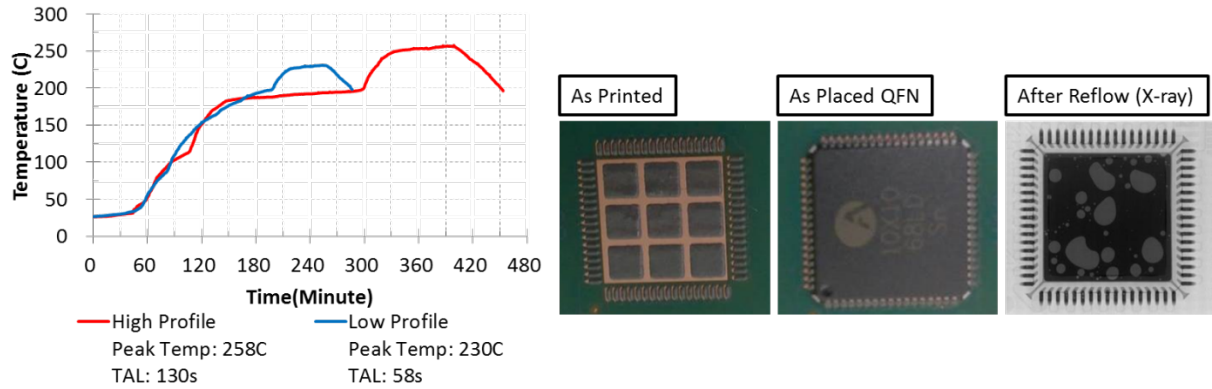 300
250
200
150
100
50
0
Temperature (C)
0 60 120 180 240 300 360 420 480
Time(Minute)
High Profile
Peak Temp: 258C
TAL: 130s
Low Profile
Peak Temp: 230C
TAL: 58s
As Printed
As Placed QFN
After Reflow (X-ray)